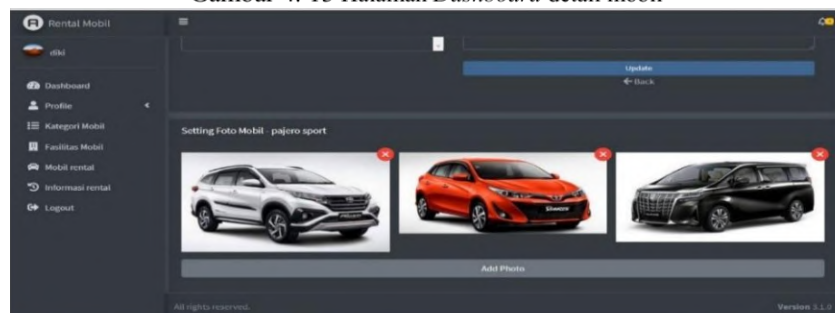 Gambar 4. 15 Halaman Dashboard detail mobil
R Rental Mobil
diki
Dashboard
Profile
Kategori Mobil
Fasilitas Mobil
Mobil rental
Informasi rental
Logout
Update
Back
Setting Foto Mobil - pajero sport
Add Photo
All rights reserved.
Version 3.1.0